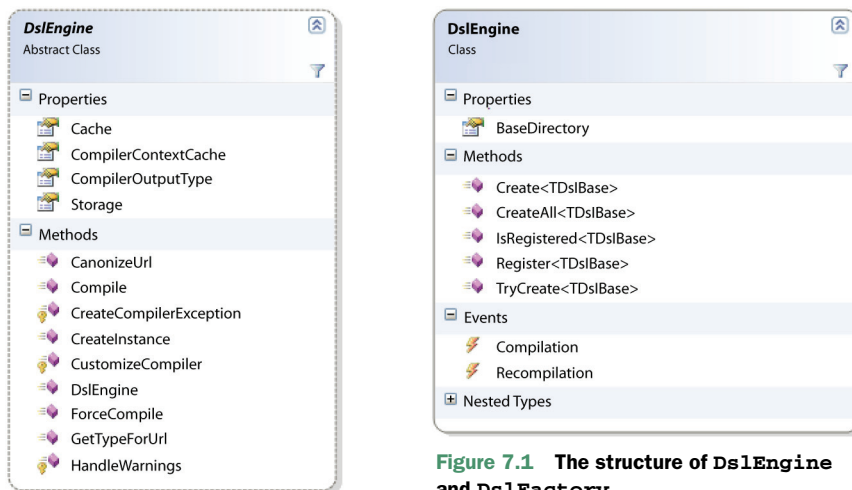 DslEngine
Abstract Class
Properties
Cache
CompilerContextCache
CompilerOutputType
Storage
Methods
CanonizeUrl
Compile
CreateCompilerException
CreateInstance
CustomizeCompiler
DslEngine
ForceCompile
GetTypeForUrl
HandleWarnings
DslEngine
Class
Properties
BaseDirectory
Methods
Create<TDslBase>
CreateAll<TDslBase>
IsRegistered<TDslBase>
Register<TDslBase>
TryCreate<TDslBase>
Events
Compilation
Recompilation
Nested Types
Figure 7.1 The structure of DslEngine
and DslFactory